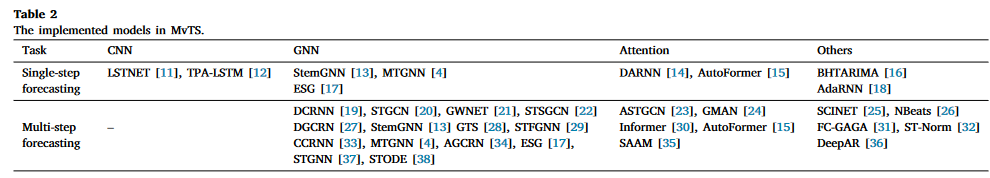 Table 2
The implemented models in MvTS.
Task CNN GNN Attention Others
Single-step forecasting LSTNET [11], TPA-LSTM [12] StemGNN [13], MTGNN [4] DARNN [14], AutoFormer [15] BHTARIMA [16]
ESG [17] AdaRNN [18]
Multi-step forecasting – DCRNN [19], STGCN [20], GWNET [21], STSGCN [22] ASTGCN [23], GMAN [24] SCINET [25], NBeats [26]
DGCRN [27], StemGNN [13] GTS [28], STFGNN [29] Informer [30], AutoFormer [15] FC-GAGA [31], ST-Norm [32]
CCRNN [33], MTGNN [4], AGCRN [34], ESG [17], SAAM [35] DeepAR [36]
STGNN [37], STODE [38]